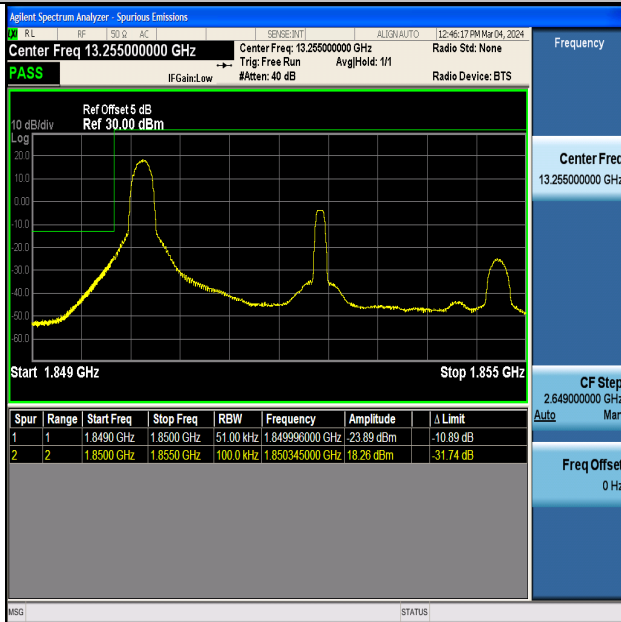 Agilent Spectrum Analyzer - Spurious Emissions
RL RF 50 Ω AC SENSE:INT ALIGN AUTO 12:46:17 PM Mar 04, 2024
Center Freq 13.255000000 GHz Center Freq: 13.255000000 GHz Radio Std: None
Trig: Free Run Avg|Hold: 1/1
PASS IFGain:Low #Atten: 40 dB Radio Device: BTS
Ref Offset 5 dB
10 dB/div Ref 30.00 dBm
Log
20.0
10.0
0.00
-10.0
-20.0
-30.0
-40.0
-50.0
-60.0
Start 1.849 GHz Stop 1.855 GHz
Spur Range Start Freq Stop Freq RBW Frequency Amplitude Δ Limit
1 1 1.8490 GHz 1.8500 GHz 51.00 kHz 1.849996000 GHz -23.89 dBm -10.89 dB
2 2 1.8500 GHz 1.8550 GHz 100.0 kHz 1.850345000 GHz 18.26 dBm -31.74 dB
MSG STATUS
Frequency
Center Freq
13.255000000 GHz
CF Step
2.649000000 GHz
Auto Man
Freq Offset
0 Hz